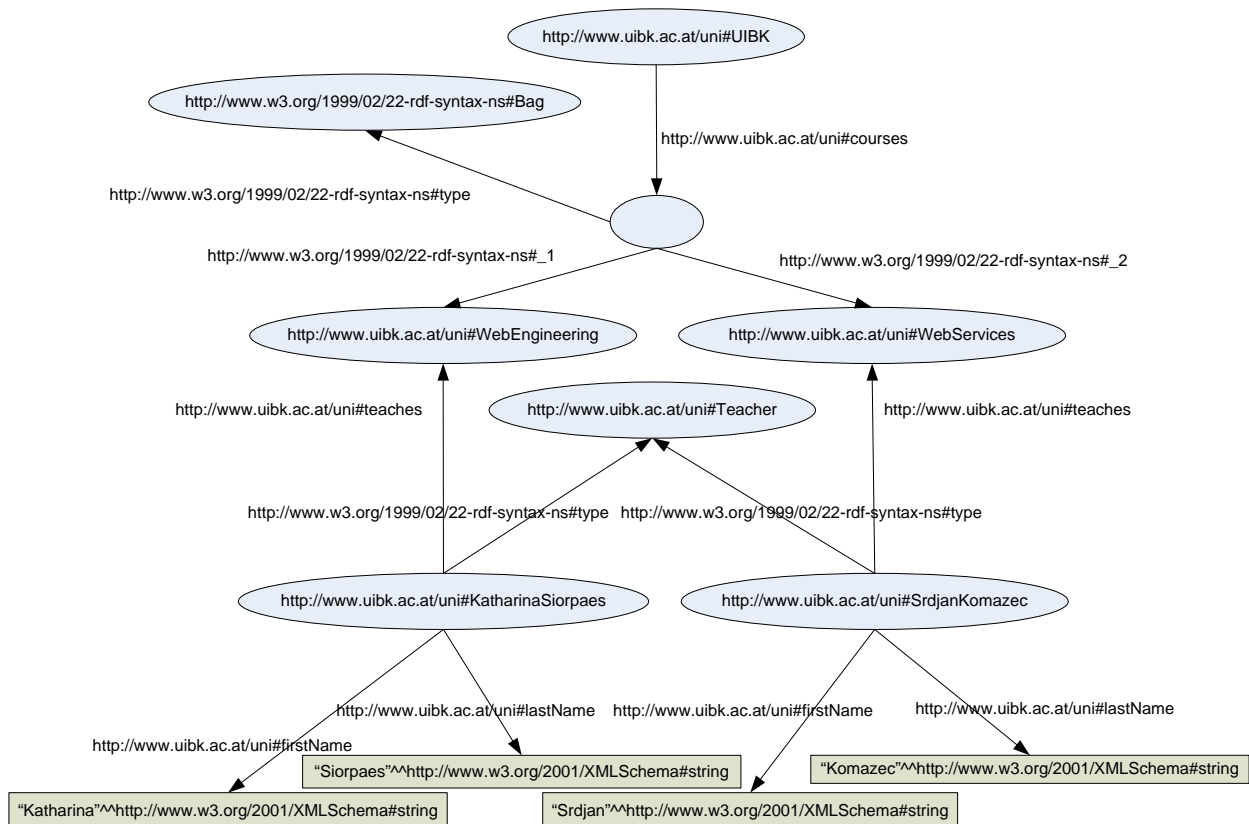 http://www.uibk.ac.at/uni#UIBK
http://www.w3.org/1999/02/22-rdf-syntax-ns#Bag
http://www.uibk.ac.at/uni#courses
http://www.w3.org/1999/02/22-rdf-syntax-ns#type
http://www.w3.org/1999/02/22-rdf-syntax-ns#_1
http://www.w3.org/1999/02/22-rdf-syntax-ns#_2
http://www.uibk.ac.at/uni#WebEngineering
http://www.uibk.ac.at/uni#WebServices
http://www.uibk.ac.at/uni#teaches
http://www.uibk.ac.at/uni#Teacher
http://www.uibk.ac.at/uni#teaches
http://www.w3.org/1999/02/22-rdf-syntax-ns#type
http://www.w3.org/1999/02/22-rdf-syntax-ns#type
http://www.uibk.ac.at/uni#KatharinaSiorpaes
http://www.uibk.ac.at/uni#SrdjanKomazec
http://www.uibk.ac.at/uni#lastName
http://www.uibk.ac.at/uni#firstName
http://www.uibk.ac.at/uni#lastName
http://www.uibk.ac.at/uni#firstName
“Siorpaes”^^http://www.w3.org/2001/XMLSchema#string
“Komazec”^^http://www.w3.org/2001/XMLSchema#string
“Katharina”^^http://www.w3.org/2001/XMLSchema#string
“Srdjan”^^http://www.w3.org/2001/XMLSchema#string